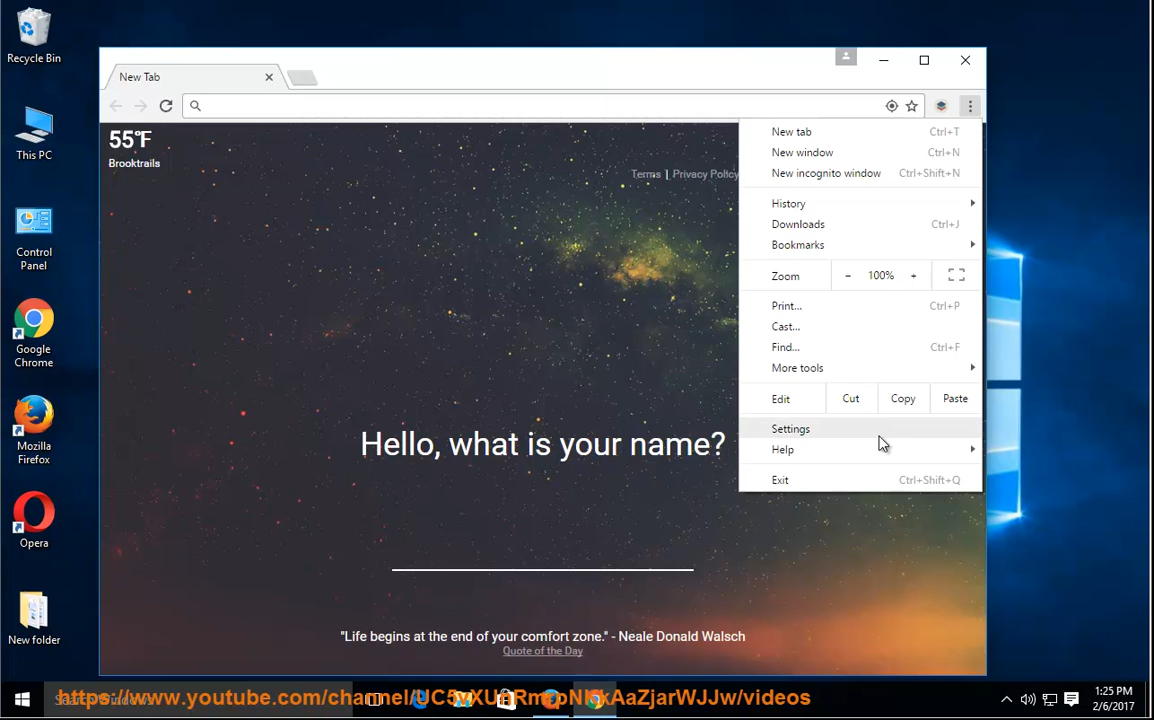 Recycle Bin
This PC
Control
Panel
Google
Chrome
Mozilla
Firefox
Opera
New folder
New Tab
55°F
Brooktrails
Terms | Privacy Policy
Hello, what is your name?
"Life begins at the end of your comfort zone." - Neale Donald Walsch
Quote of the Day
New tab Ctrl+T
New window Ctrl+N
New incognito window Ctrl+Shift+N
History
Downloads Ctrl+J
Bookmarks
Zoom - 100% +
Print... Ctrl+P
Cast...
Find... Ctrl+F
More tools
Edit Cut Copy Paste
Settings
Help
Exit Ctrl+Shift+Q
1:25 PM
2/6/2017